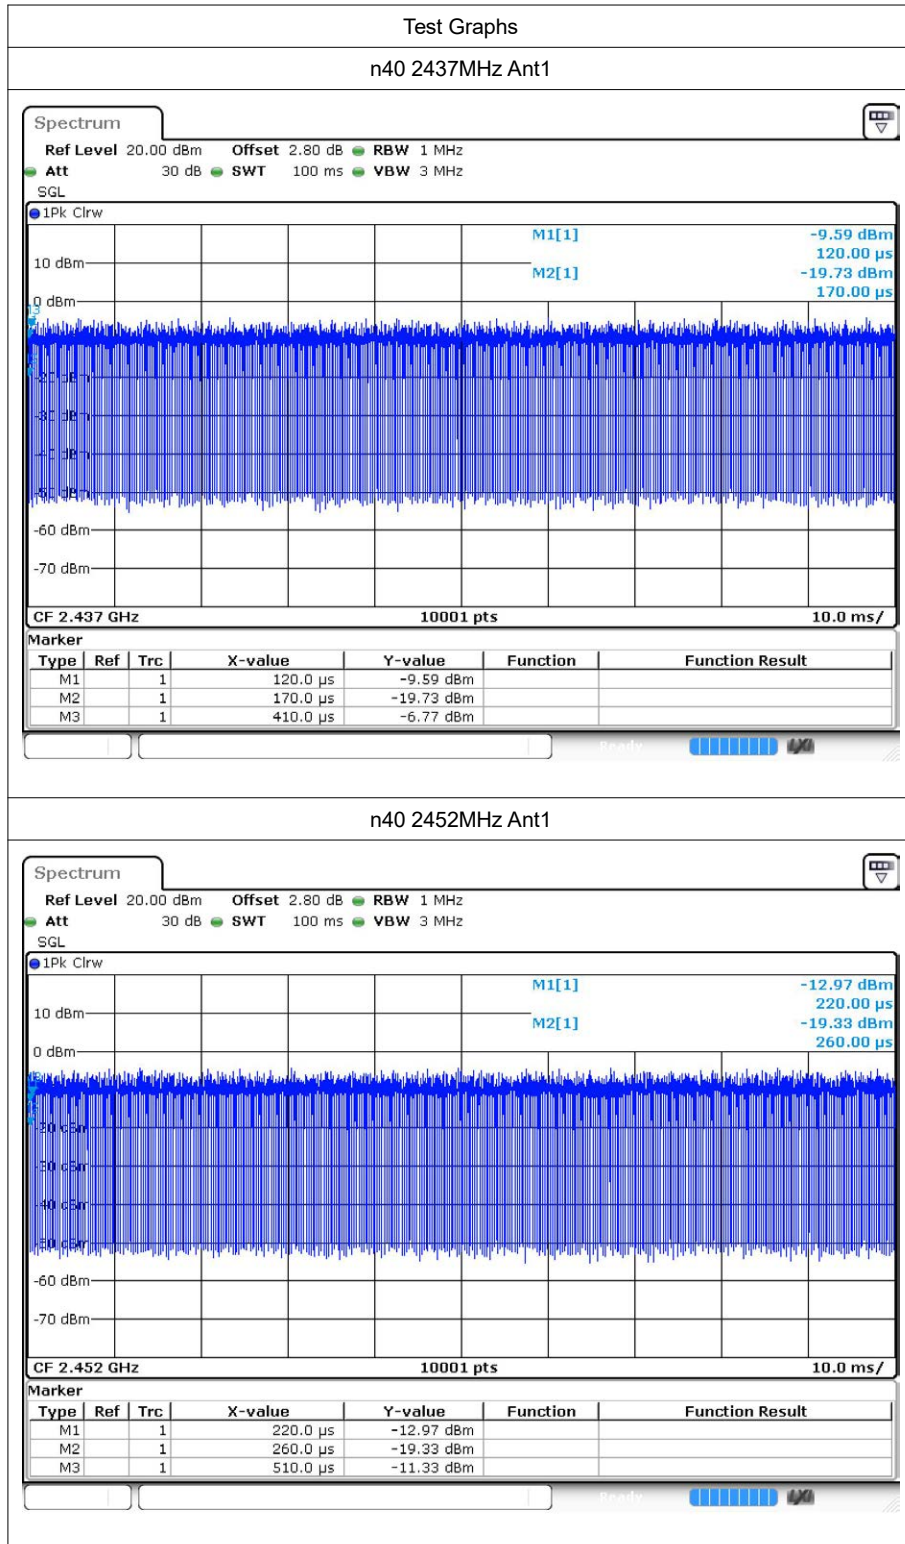 Test Graphs
n40 2437MHz Ant1
Spectrum
Ref Level 20.00 dBm Offset 2.80 dB RBW 1 MHz
Att 30 dB SWT 100 ms VBW 3 MHz
SGL
1Pk Clrw
M1[1] -9.59 dBm
120.00 µs
10 dBm
M2[1] -19.73 dBm
170.00 µs
0 dBm
-60 dBm
-70 dBm
CF 2.437 GHz 10001 pts 10.0 ms/
Marker
Type Ref Trc X-value Y-value Function Function Result
M1 1 120.0 µs -9.59 dBm
M2 1 170.0 µs -19.73 dBm
M3 1 410.0 µs -6.77 dBm
Ready
n40 2452MHz Ant1
Spectrum
Ref Level 20.00 dBm Offset 2.80 dB RBW 1 MHz
Att 30 dB SWT 100 ms VBW 3 MHz
SGL
1Pk Clrw
M1[1] -12.97 dBm
220.00 µs
10 dBm
M2[1] -19.33 dBm
260.00 µs
0 dBm
-60 dBm
-70 dBm
CF 2.452 GHz 10001 pts 10.0 ms/
Marker
Type Ref Trc X-value Y-value Function Function Result
M1 1 220.0 µs -12.97 dBm
M2 1 260.0 µs -19.33 dBm
M3 1 510.0 µs -11.33 dBm
Ready